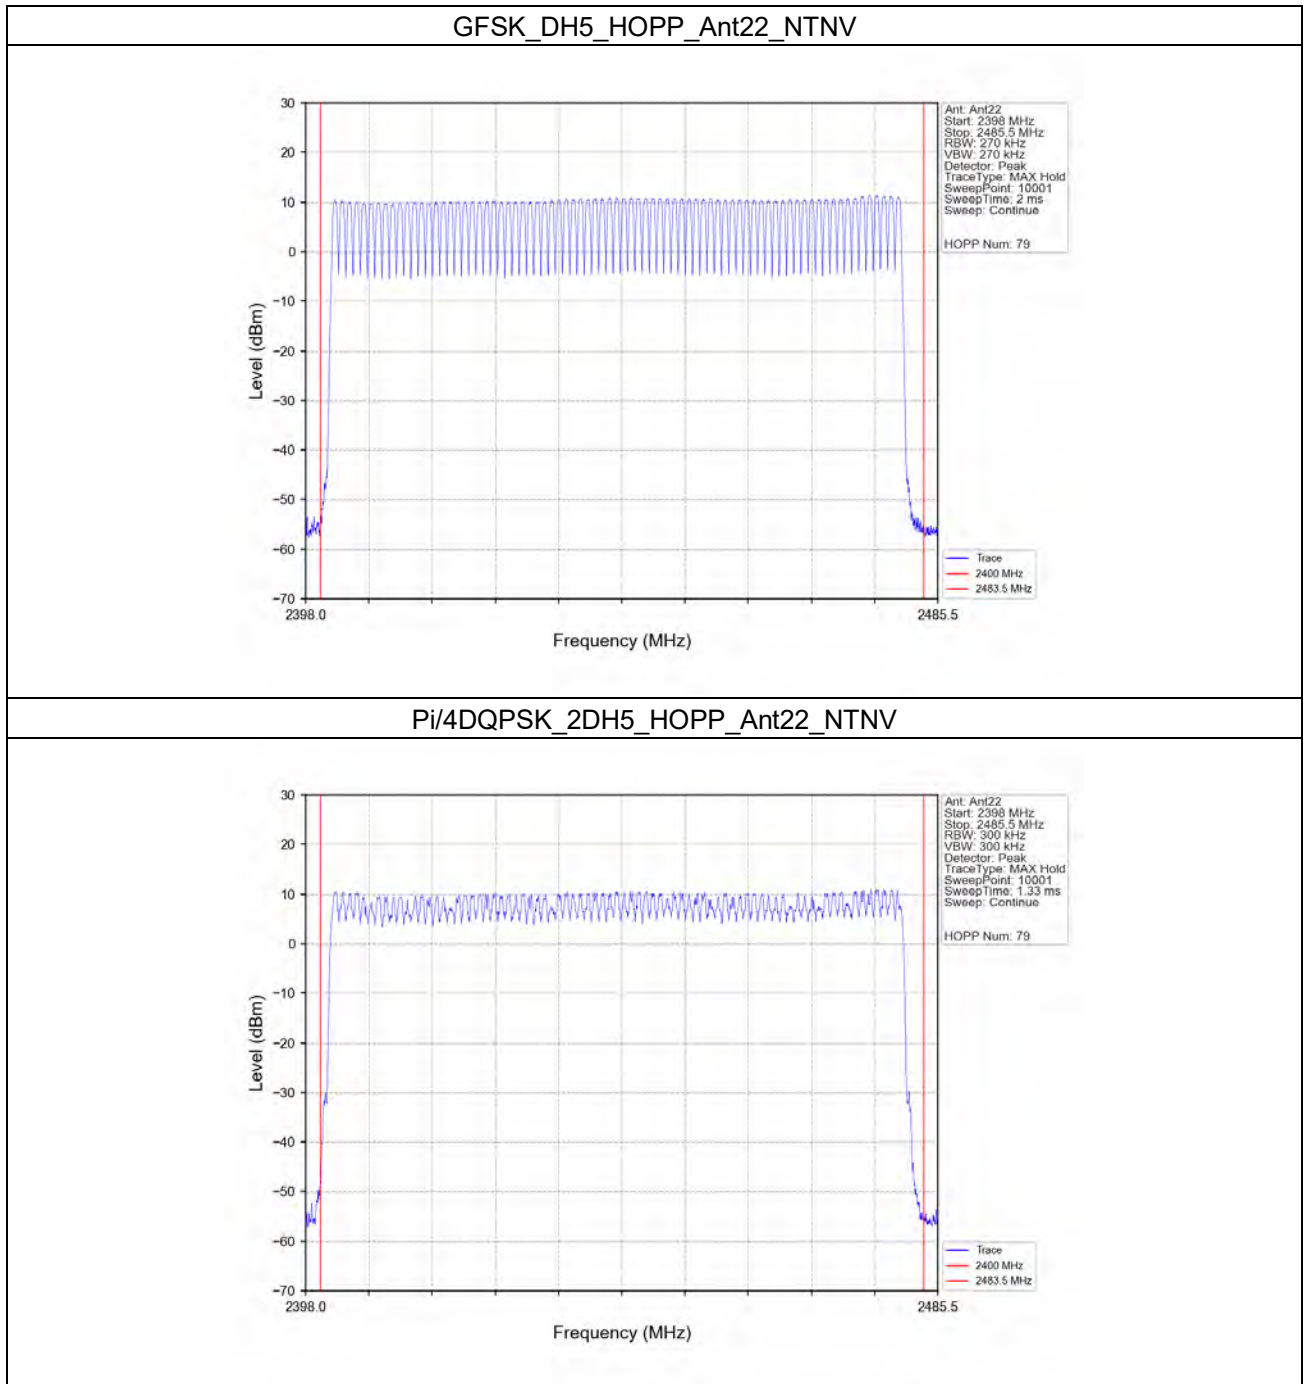 GFSK_DH5_HOPP_Ant22_NTNV
30
20
10
0
−10
−20
−30
−40
−50
−60
−70
Level (dBm)
2398.0
2485.5
Frequency (MHz)
Ant: Ant22
Start: 2398 MHz
Stop: 2485.5 MHz
RBW: 270 kHz
VBW: 270 kHz
Detector: Peak
TraceType: MAX Hold
SweepPoint: 10001
SweepTime: 2 ms
Sweep: Continue
HOPP Num: 79
Trace
2400 MHz
2483.5 MHz
Pi/4DQPSK_2DH5_HOPP_Ant22_NTNV
30
20
10
0
−10
−20
−30
−40
−50
−60
−70
Level (dBm)
2398.0
2485.5
Frequency (MHz)
Ant: Ant22
Start: 2398 MHz
Stop: 2485.5 MHz
RBW: 300 kHz
VBW: 300 kHz
Detector: Peak
TraceType: MAX Hold
SweepPoint: 10001
SweepTime: 1.33 ms
Sweep: Continue
HOPP Num: 79
Trace
2400 MHz
2483.5 MHz